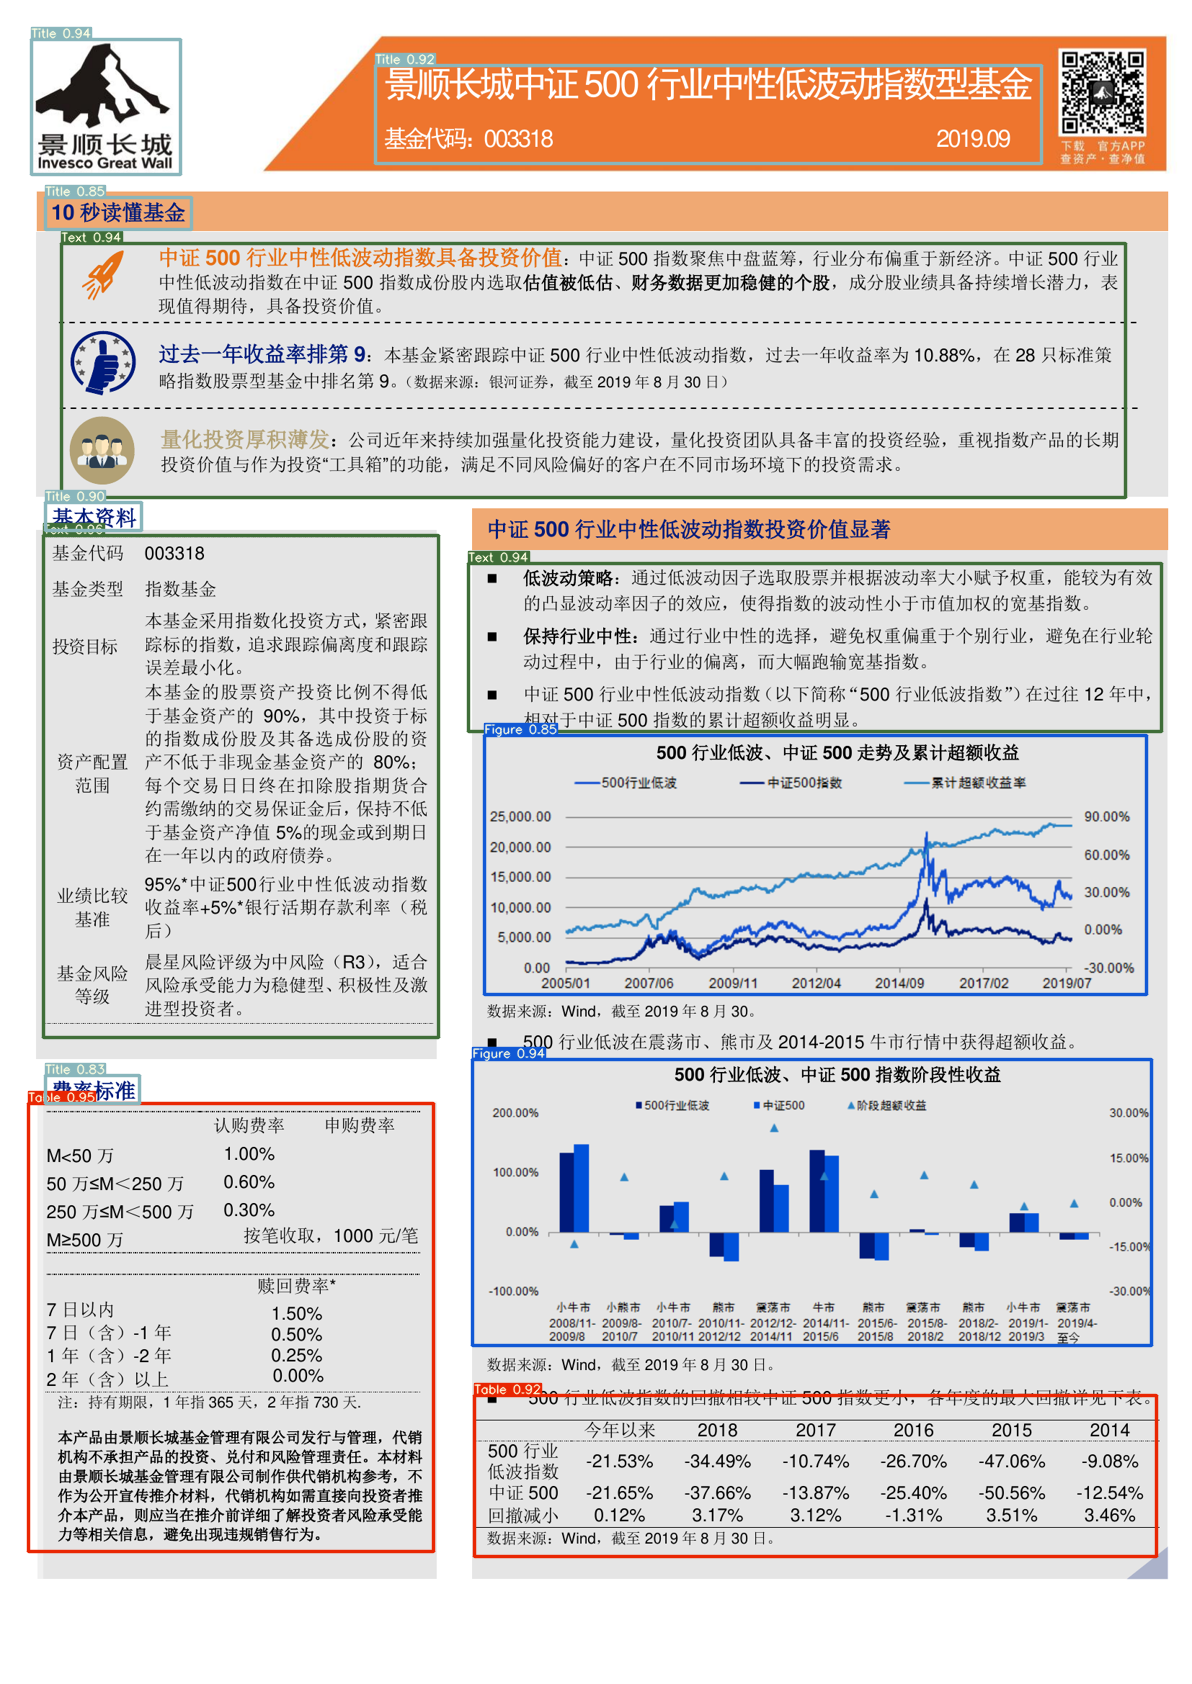 Title 0.94
景顺长城
Invesco Great Wall
Title 0.92
景顺长城中证 500 行业中性低波动指数型基金
基金代码：003318 2019.09
下载 官方APP
查资产·查净值
Title 0.85
10 秒读懂基金
Text 0.94
中证 500 行业中性低波动指数具备投资价值：中证 500 指数聚焦中盘蓝筹，行业分布偏重于新经济。中证 500 行业
中性低波动指数在中证 500 指数成份股内选取估值被低估、财务数据更加稳健的个股，成分股业绩具备持续增长潜力，表
现值得期待，具备投资价值。
过去一年收益率排第 9：本基金紧密跟踪中证 500 行业中性低波动指数，过去一年收益率为 10.88%，在 28 只标准策
略指数股票型基金中排名第 9。（数据来源：银河证券，截至 2019 年 8 月 30 日）
量化投资厚积薄发：公司近年来持续加强量化投资能力建设，量化投资团队具备丰富的投资经验，重视指数产品的长期
投资价值与作为投资“工具箱”的功能，满足不同风险偏好的客户在不同市场环境下的投资需求。
Title 0.90
基本资料
Text 0.96
基金代码 003318
基金类型 指数基金
投资目标 本基金采用指数化投资方式，紧密跟
踪标的指数，追求跟踪偏离度和跟踪
误差最小化。
资产配置
范围
本基金的股票资产投资比例不得低
于基金资产的 90%，其中投资于标
的指数成份股及其备选成份股的资
产不低于非现金基金资产的 80%；
每个交易日日终在扣除股指期货合
约需缴纳的交易保证金后，保持不低
于基金资产净值 5%的现金或到期日
在一年以内的政府债券。
业绩比较
基准
95%*中证500行业中性低波动指数
收益率+5%*银行活期存款利率（税
后）
基金风险
等级
晨星风险评级为中风险（R3），适合
风险承受能力为稳健型、积极性及激
进型投资者。
Title 0.83
费率标准
Table 0.95
认购费率 申购费率
M<50 万 1.00%
50 万≤M＜250 万 0.60%
250 万≤M＜500 万 0.30%
M≥500 万 按笔收取，1000 元/笔
赎回费率*
7 日以内 1.50%
7 日（含）-1 年 0.50%
1 年（含）-2 年 0.25%
2 年（含）以上 0.00%
注：持有期限，1 年指 365 天，2 年指 730 天.
本产品由景顺长城基金管理有限公司发行与管理，代销
机构不承担产品的投资、兑付和风险管理责任。本材料
由景顺长城基金管理有限公司制作供代销机构参考，不
作为公开宣传推介材料，代销机构如需直接向投资者推
介本产品，则应当在推介前详细了解投资者风险承受能
力等相关信息，避免出现违规销售行为。
中证 500 行业中性低波动指数投资价值显著
Text 0.94
■ 低波动策略：通过低波动因子选取股票并根据波动率大小赋予权重，能较为有效
的凸显波动率因子的效应，使得指数的波动性小于市值加权的宽基指数。
■ 保持行业中性：通过行业中性的选择，避免权重偏重于个别行业，避免在行业轮
动过程中，由于行业的偏离，而大幅跑输宽基指数。
■ 中证 500 行业中性低波动指数（以下简称“500 行业低波指数”）在过往 12 年中，
相对于中证 500 指数的累计超额收益明显。
Figure 0.85
500 行业低波、中证 500 走势及累计超额收益
500行业低波 中证500指数 累计超额收益率
25,000.00 90.00%
20,000.00 60.00%
15,000.00 30.00%
10,000.00 0.00%
5,000.00 -30.00%
0.00
2005/01 2007/06 2009/11 2012/04 2014/09 2017/02 2019/07
数据来源：Wind，截至 2019 年 8 月 30。
■ 500 行业低波在震荡市、熊市及 2014-2015 牛市行情中获得超额收益。
Figure 0.94
500 行业低波、中证 500 指数阶段性收益
500行业低波 中证500 阶段超额收益
200.00% 30.00%
100.00% 15.00%
0.00% 0.00%
-100.00% -15.00%
-30.00%
小牛市 小熊市 小牛市 熊市 震荡市 牛市 熊市 震荡市 熊市 小牛市 震荡市
2008/11- 2009/8- 2010/7- 2010/11- 2012/12- 2014/11- 2015/6- 2015/8- 2018/2- 2019/1- 2019/4-
2009/8 2010/7 2010/11 2012/12 2014/11 2015/6 2015/8 2018/2 2018/12 2019/3 至今
数据来源：Wind，截至 2019 年 8 月 30 日。
Table 0.92
■ 500 行业低波指数的回撤相较中证 500 指数更小，各年度的最大回撤详见下表。
今年以来 2018 2017 2016 2015 2014
500 行业
低波指数 -21.53% -34.49% -10.74% -26.70% -47.06% -9.08%
中证 500 -21.65% -37.66% -13.87% -25.40% -50.56% -12.54%
回撤减小 0.12% 3.17% 3.12% -1.31% 3.51% 3.46%
数据来源：Wind，截至 2019 年 8 月 30 日。